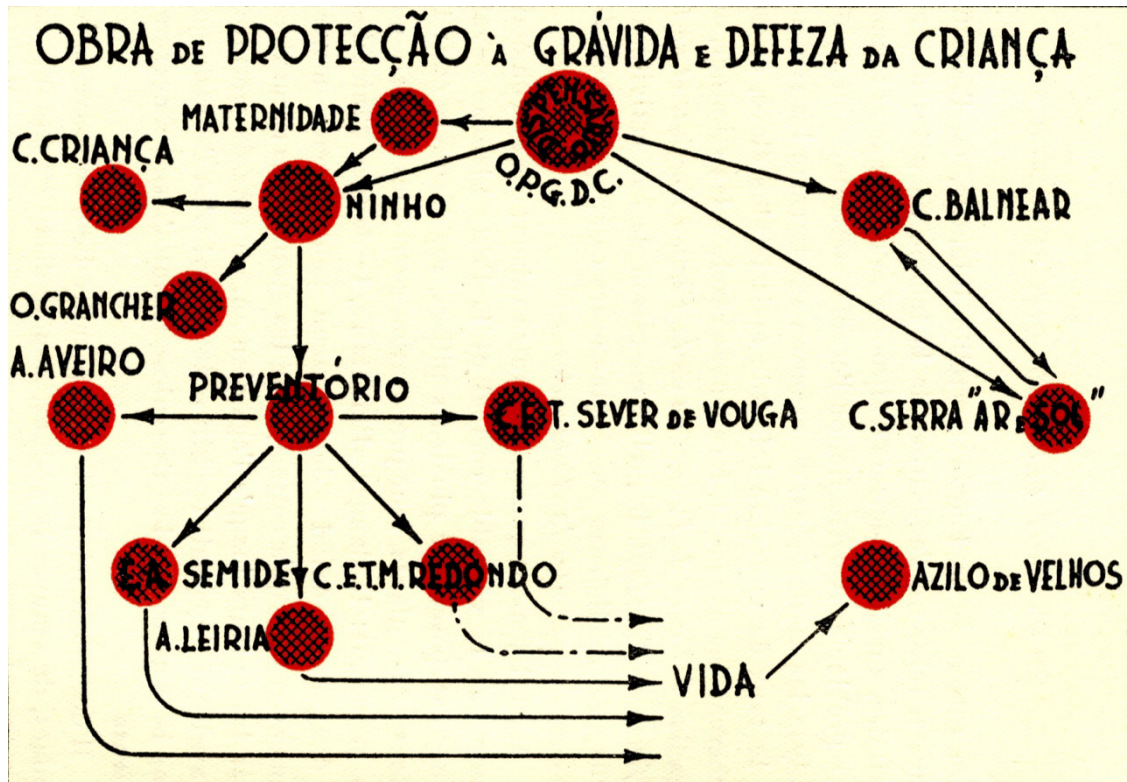 OBRA DE PROTECÇÃO À GRÁVIDA E DEFEZA DA CRIANÇA
DISPENSÁRIO
O.P.G.D.C.
MATERNIDADE
C.CRIANÇA
NINHO
C.BALNEAR
O.GRANCHER
A.AVEIRO
PREVENTÓRIO
C.E.T. SEVER DE VOUGA
C.SERRA "AR E SOL"
E.A. SEMIDE
C.E.T.M.REDONDO
AZILO DE VELHOS
A.LEIRIA
VIDA